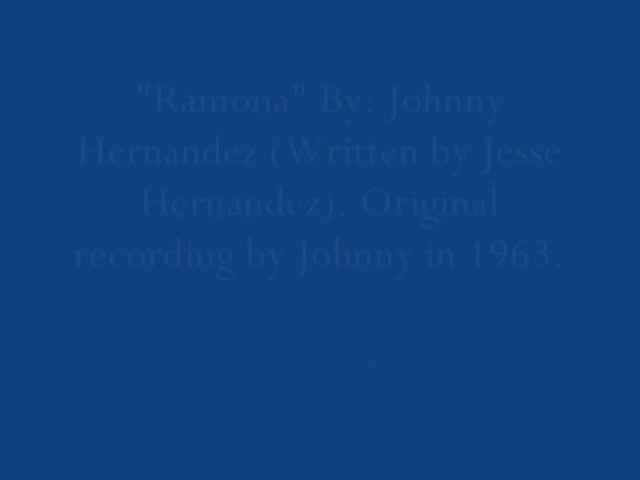 "Ramona" By: Johnny
Hernandez (Written by Jesse
Hernandez). Original
recording by Johnny in 1963.